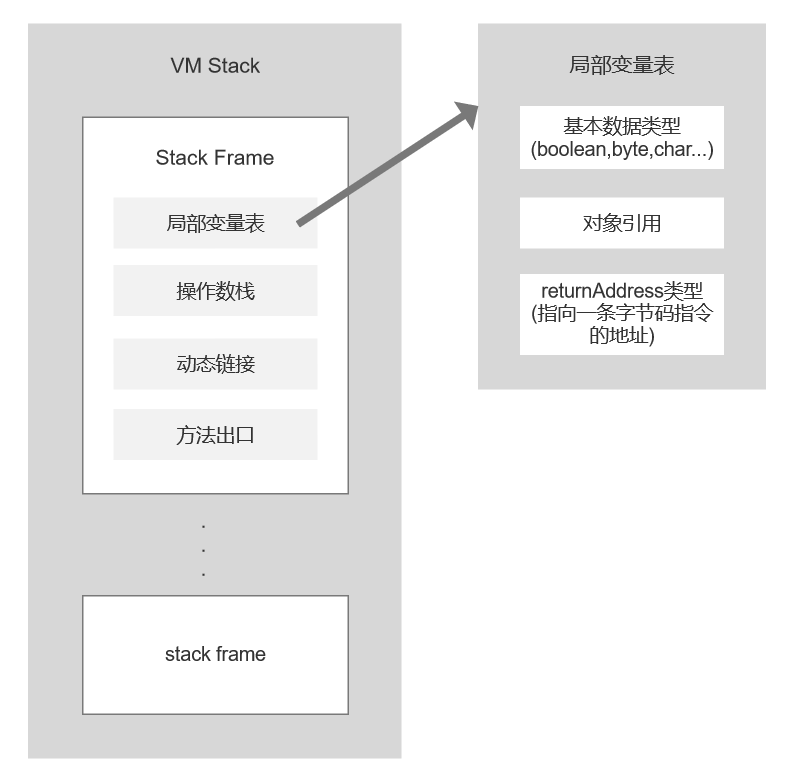 VM Stack
Stack Frame
局部变量表
操作数栈
动态链接
方法出口
.
.
.
stack frame
局部变量表
基本数据类型
(boolean,byte,char...)
对象引用
returnAddress类型
(指向一条字节码指令
的地址)